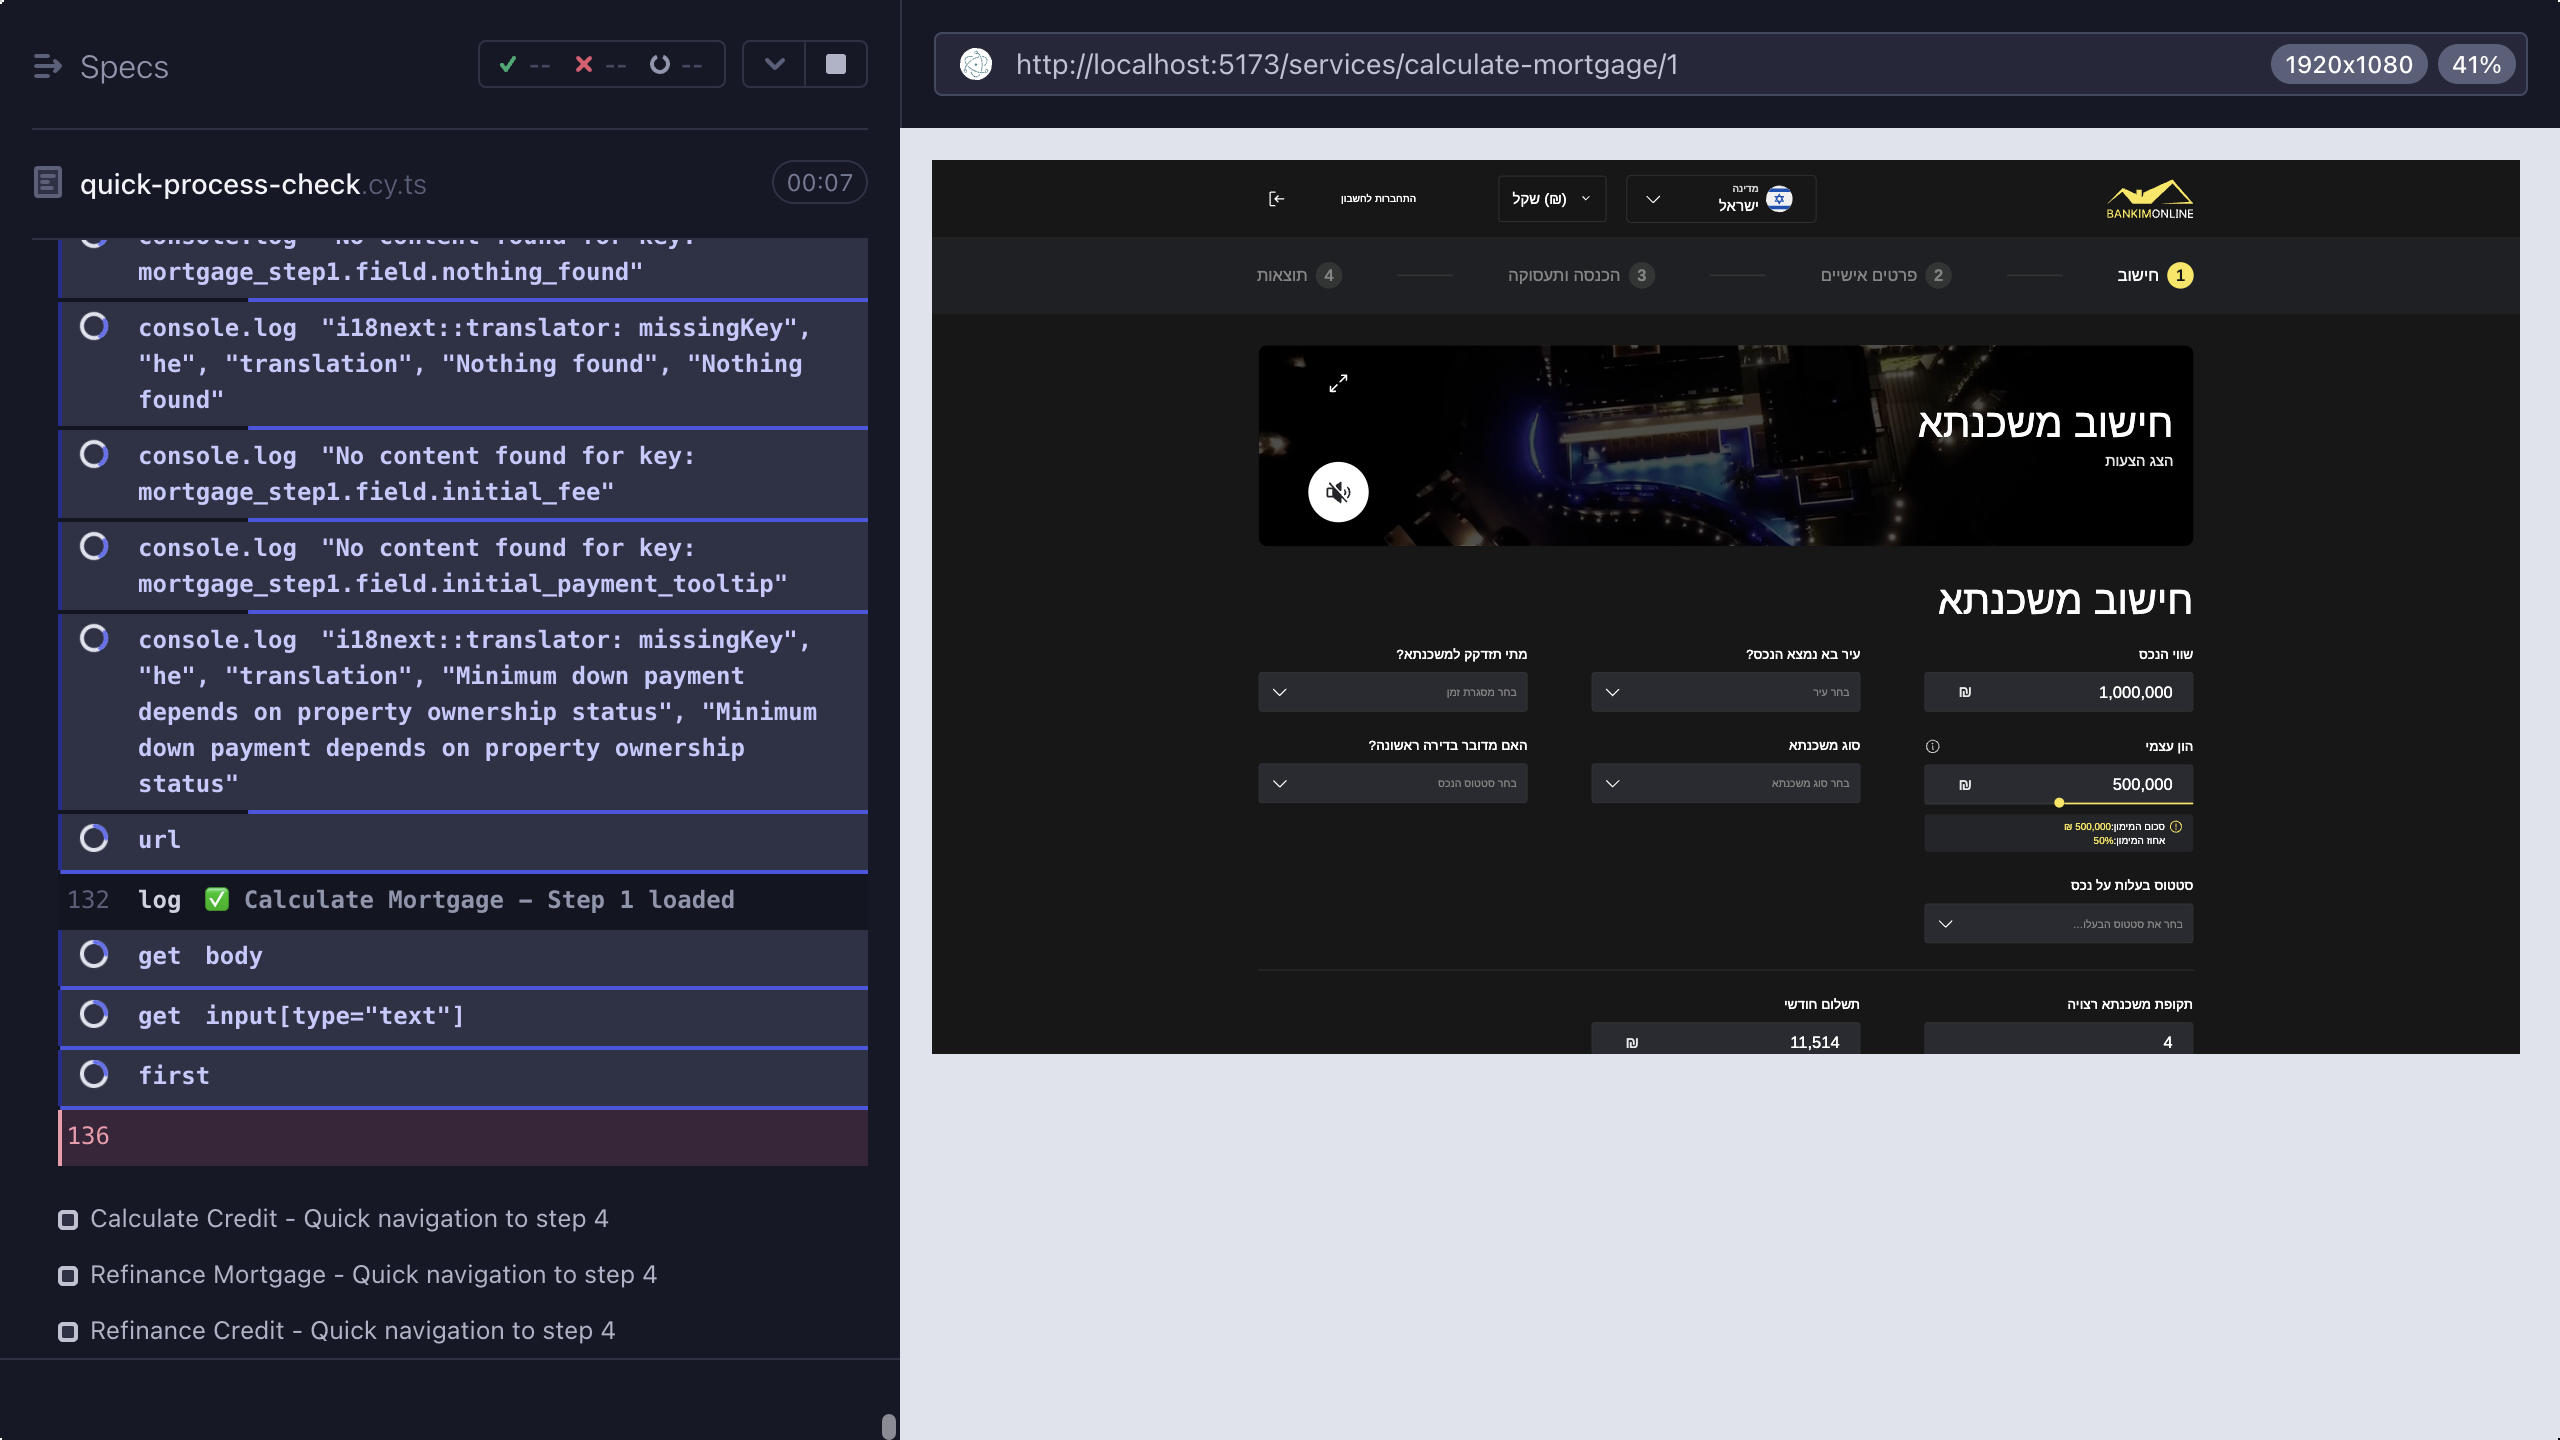 Specs
-- -- --
quick-process-check.cy.ts
00:07
console.log "No content found for key:
mortgage_step1.field.nothing_found"
console.log "i18next::translator: missingKey",
"he", "translation", "Nothing found", "Nothing
found"
console.log "No content found for key:
mortgage_step1.field.initial_fee"
console.log "No content found for key:
mortgage_step1.field.initial_payment_tooltip"
console.log "i18next::translator: missingKey",
"he", "translation", "Minimum down payment
depends on property ownership status", "Minimum
down payment depends on property ownership
status"
url
132 log ✅ Calculate Mortgage – Step 1 loaded
get body
get input[type="text"]
first
136
Calculate Credit - Quick navigation to step 4
Refinance Mortgage - Quick navigation to step 4
Refinance Credit - Quick navigation to step 4
http://localhost:5173/services/calculate-mortgage/1
1920x1080
41%
BANKIMONLINE
מדינה
ישראל
שקל (₪)
התחברות לחשבון
1 חישוב
2 פרטים אישיים
3 הכנסה ותעסוקה
4 תוצאות
חישוב משכנתא
הצג הצעות
חישוב משכנתא
שווי הנכס
1,000,000 ₪
עיר בא נמצא הנכס?
בחר עיר
מתי תזדקק למשכנתא?
בחר מסגרת זמן
הון עצמי
500,000 ₪
סכום המימון:500,000 ₪
אחוז המימון:50%
סוג משכנתא
בחר סוג משכנתא
האם מדובר בדירה ראשונה?
בחר סטטוס הנכס
סטטוס בעלות על נכס
בחר את סטטוס הבעלו...
תקופת משכנתא רצויה
4
תשלום חודשי
11,514 ₪